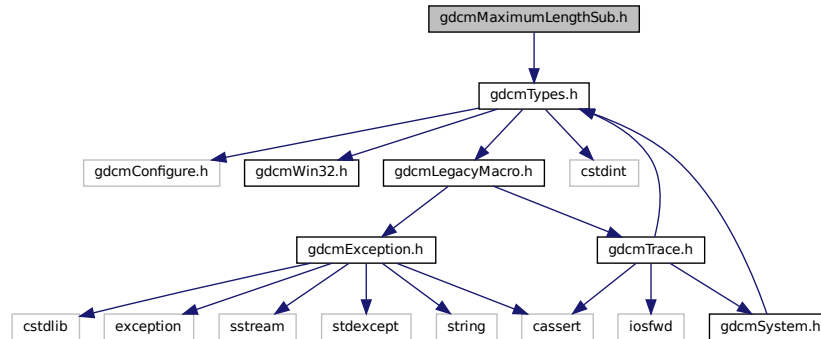 gdcmMaximumLengthSub.h
gdcmTypes.h
gdcmConfigure.h
gdcmWin32.h
gdcmLegacyMacro.h
cstdint
gdcmException.h
gdcmTrace.h
cstdlib
exception
sstream
stdexcept
string
cassert
iosfwd
gdcmSystem.h